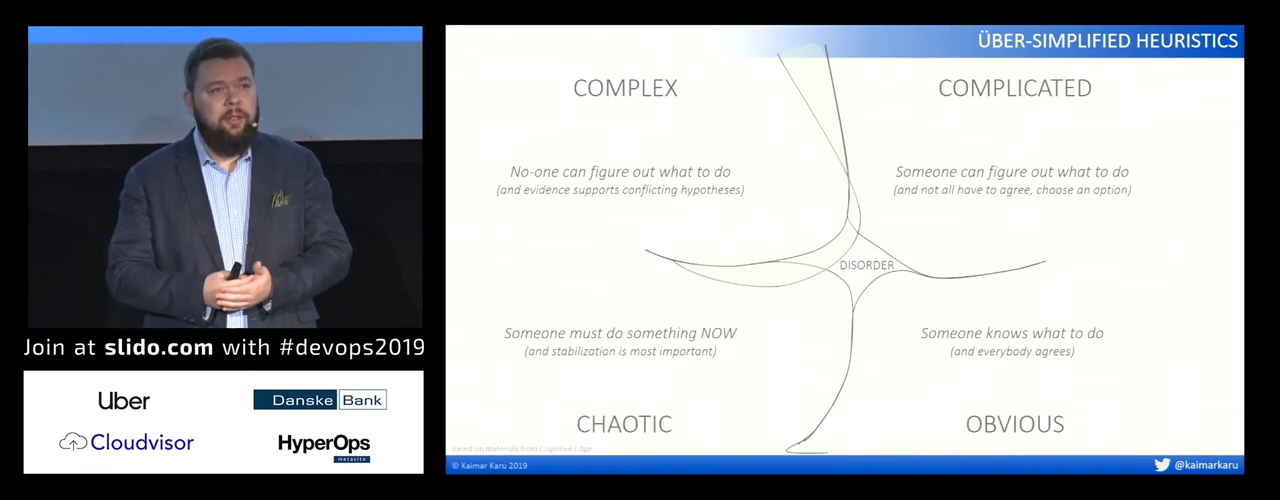 Join at slido.com with #devops2019
Uber
Danske Bank
Cloudvisor
HyperOps
metasite
ÜBER-SIMPLIFIED HEURISTICS
COMPLEX
COMPLICATED
No-one can figure out what to do
(and evidence supports conflicting hypotheses)
Someone can figure out what to do
(and not all have to agree, choose an option)
DISORDER
Someone must do something NOW
(and stabilization is most important)
Someone knows what to do
(and everybody agrees)
CHAOTIC
OBVIOUS
Based on materials from Cognitive Edge
© Kaimar Karu 2019
@kaimarkaru